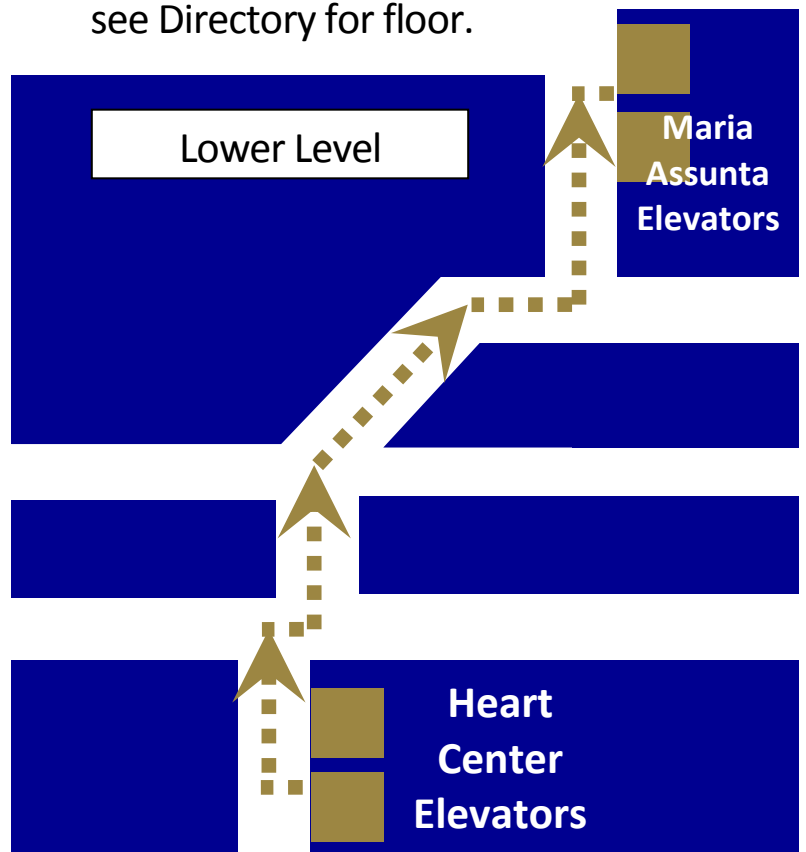 see Directory for floor.
Lower Level
Maria
Assunta
Elevators
Heart
Center
Elevators